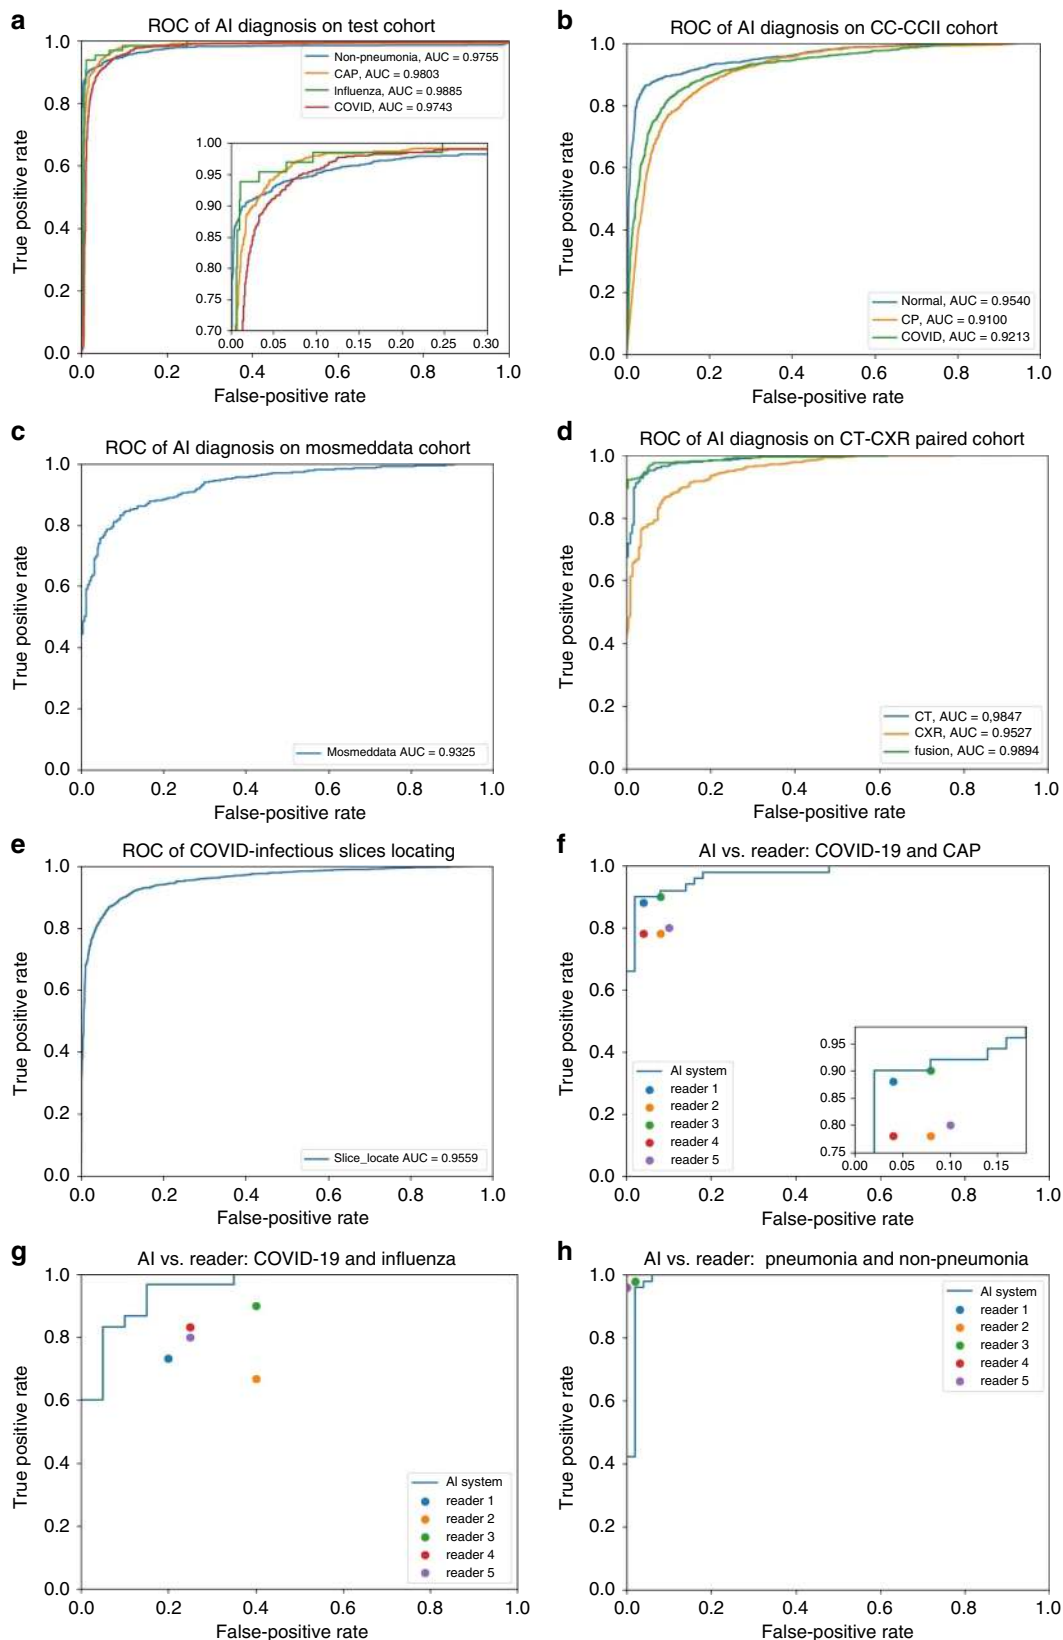 a
ROC of AI diagnosis on test cohort
1.0
0.8
0.6
0.4
0.2
0.0
True positive rate
Non-pneumonia, AUC = 0.9755
CAP, AUC = 0.9803
Influenza, AUC = 0.9885
COVID, AUC = 0.9743
1.00
0.95
0.90
0.85
0.80
0.75
0.70
0.00 0.05 0.10 0.15 0.20 0.25 0.30
0.0 0.2 0.4 0.6 0.8 1.0
False-positive rate
b
ROC of AI diagnosis on CC-CCII cohort
1.0
0.8
0.6
0.4
0.2
0.0
True positive rate
Normal, AUC = 0.9540
CP, AUC = 0.9100
COVID, AUC = 0.9213
0.0 0.2 0.4 0.6 0.8 1.0
False-positive rate
c
ROC of AI diagnosis on mosmeddata cohort
1.0
0.8
0.6
0.4
0.2
0.0
True positive rate
Mosmeddata AUC = 0.9325
0.0 0.2 0.4 0.6 0.8 1.0
False-positive rate
d
ROC of AI diagnosis on CT-CXR paired cohort
1.0
0.8
0.6
0.4
0.2
0.0
True positive rate
CT, AUC = 0,9847
CXR, AUC = 0.9527
fusion, AUC = 0.9894
0.0 0.2 0.4 0.6 0.8 1.0
False-positive rate
e
ROC of COVID-infectious slices locating
1.0
0.8
0.6
0.4
0.2
0.0
True positive rate
Slice_locate AUC = 0.9559
0.0 0.2 0.4 0.6 0.8 1.0
False-positive rate
f
AI vs. reader: COVID-19 and CAP
1.0
0.8
0.6
0.4
0.2
0.0
True positive rate
AI system
reader 1
reader 2
reader 3
reader 4
reader 5
0.95
0.90
0.85
0.80
0.75
0.00 0.05 0.10 0.15
0.0 0.2 0.4 0.6 0.8 1.0
False-positive rate
g
AI vs. reader: COVID-19 and influenza
1.0
0.8
0.6
0.4
0.2
0.0
True positive rate
AI system
reader 1
reader 2
reader 3
reader 4
reader 5
0.0 0.2 0.4 0.6 0.8 1.0
False-positive rate
h
AI vs. reader: pneumonia and non-pneumonia
1.0
0.8
0.6
0.4
0.2
0.0
True positive rate
AI system
reader 1
reader 2
reader 3
reader 4
reader 5
0.0 0.2 0.4 0.6 0.8 1.0
False-positive rate